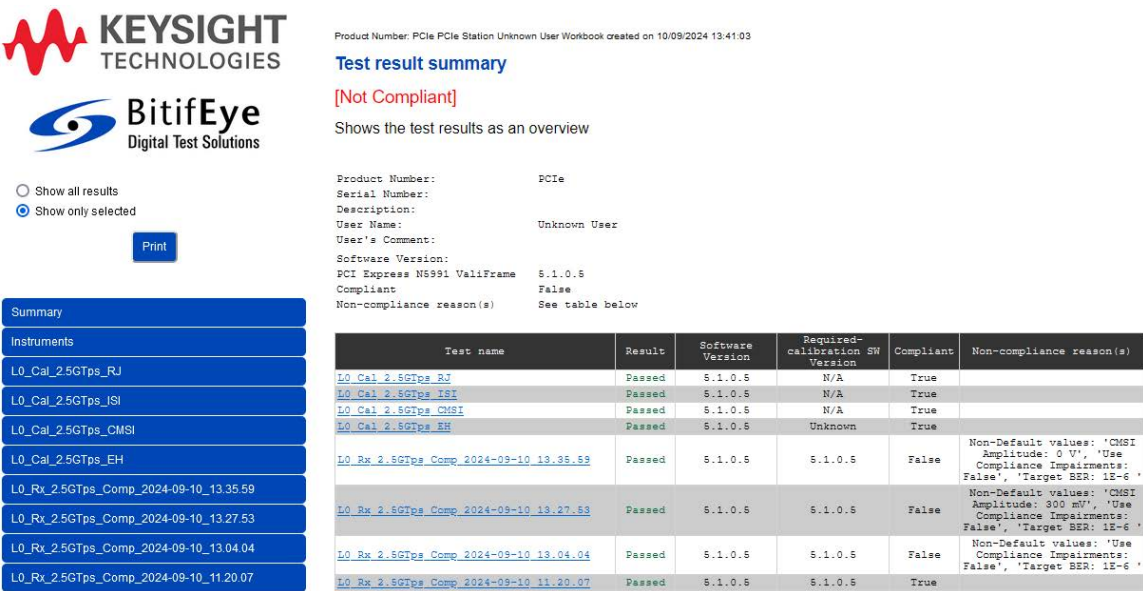 KEYSIGHT
TECHNOLOGIES
BitifEye
Digital Test Solutions
Show all results
Show only selected
Print
Summary
Instruments
L0_Cal_2.5GTps_RJ
L0_Cal_2.5GTps_ISI
L0_Cal_2.5GTps_CMSI
L0_Cal_2.5GTps_EH
L0_Rx_2.5GTps_Comp_2024-09-10_13.35.59
L0_Rx_2.5GTps_Comp_2024-09-10_13.27.53
L0_Rx_2.5GTps_Comp_2024-09-10_13.04.04
L0_Rx_2.5GTps_Comp_2024-09-10_11.20.07
Product Number: PCIe PCIe Station Unknown User Workbook created on 10/09/2024 13:41:03
Test result summary
[Not Compliant]
Shows the test results as an overview
Product Number: PCIe
Serial Number:
Description:
User Name: Unknown User
User's Comment:
Software Version:
PCI Express N5991 ValiFrame 5.1.0.5
Compliant False
Non-compliance reason(s) See table below
Test name Result Software Version Required-calibration SW Version Compliant Non-compliance reason(s)
L0_Cal_2.5GTps_RJ Passed 5.1.0.5 N/A True
L0_Cal_2.5GTps_ISI Passed 5.1.0.5 N/A True
L0_Cal_2.5GTps_CMSI Passed 5.1.0.5 N/A True
L0_Cal_2.5GTps_EH Passed 5.1.0.5 Unknown True
L0_Rx_2.5GTps_Comp_2024-09-10_13.35.59 Passed 5.1.0.5 5.1.0.5 False
Non-Default values: 'CMSI
Amplitude: 0 V', 'Use
Compliance Impairments:
False', 'Target BER: 1E-6 '
L0_Rx_2.5GTps_Comp_2024-09-10_13.27.53 Passed 5.1.0.5 5.1.0.5 False
Non-Default values: 'CMSI
Amplitude: 300 mV', 'Use
Compliance Impairments:
False', 'Target BER: 1E-6 '
L0_Rx_2.5GTps_Comp_2024-09-10_13.04.04 Passed 5.1.0.5 5.1.0.5 False
Non-Default values: 'Use
Compliance Impairments:
False', 'Target BER: 1E-6 '
L0_Rx_2.5GTps_Comp_2024-09-10_11.20.07 Passed 5.1.0.5 5.1.0.5 True